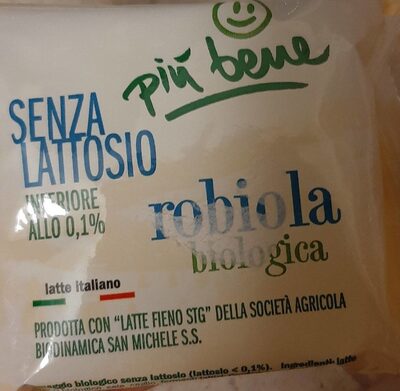 più bene
SENZA
LATTOSIO
INFERIORE
ALLO 0,1%
robiola
biologica
latte italiano
PRODOTTA CON "LATTE FIENO STG" DELLA SOCIETÀ AGRICOLA
BIODINAMICA SAN MICHELE S.S.
maggio biologico senza lattosio (lattosio < 0,1%). Ingredienti: latte